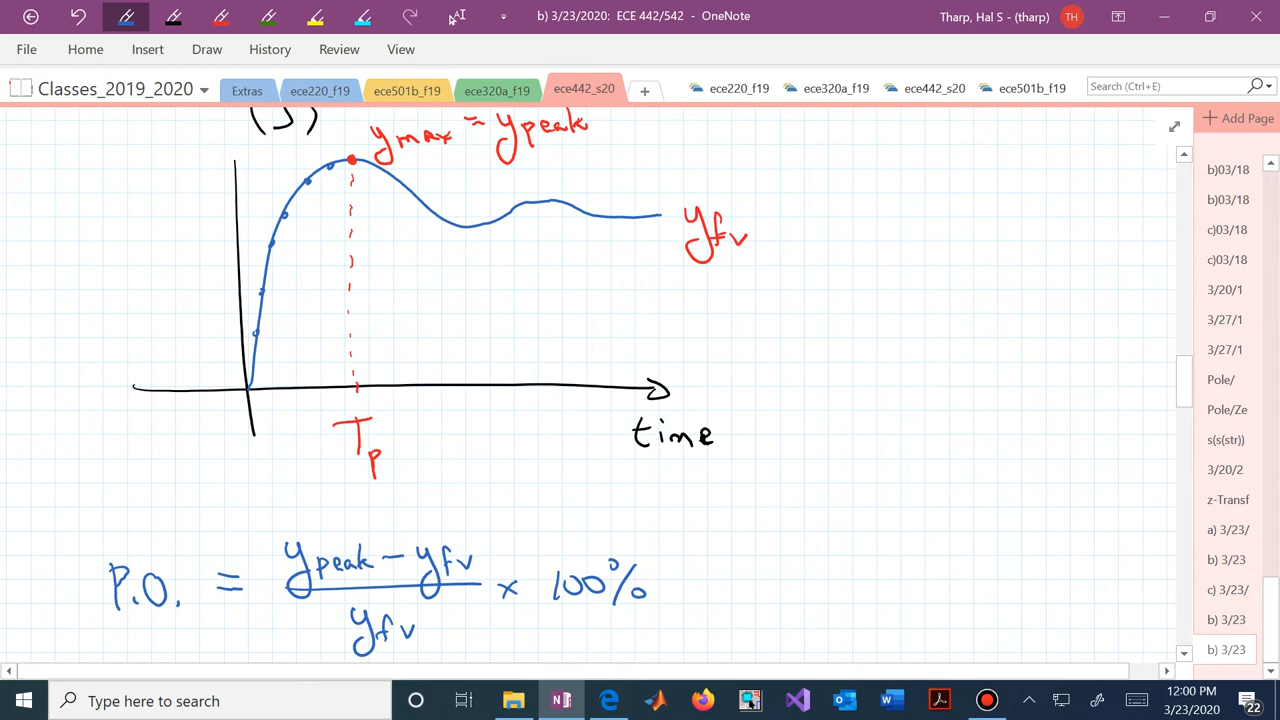 b) 3/23/2020: ECE 442/542 - OneNote
Tharp, Hal S - (tharp)
TH
File Home Insert Draw History Convert View
Classes_2019_2020
Extras
ece220_f19
ece501b_f19
ece320a_f19
ece442_s20
ece220_f19
ece320a_f19
ece442_s20
ece501b_f19
Search (Ctrl+E)
Add Page
b)03/18
b)03/18
c)03/18
c)03/18
3/20/1
3/27/1
3/27/1
Pole/
Pole/Ze
s(s(str))
3/20/2
z-Transf
a) 3/23/
b) 3/23
c) 3/23/
b) 3/23
b) 3/23
ymax = ypeak
yfv
time
Tp
P.O. = ypeak - yfv / yfv × 100%
Type here to search
12:00 PM
3/23/2020
22